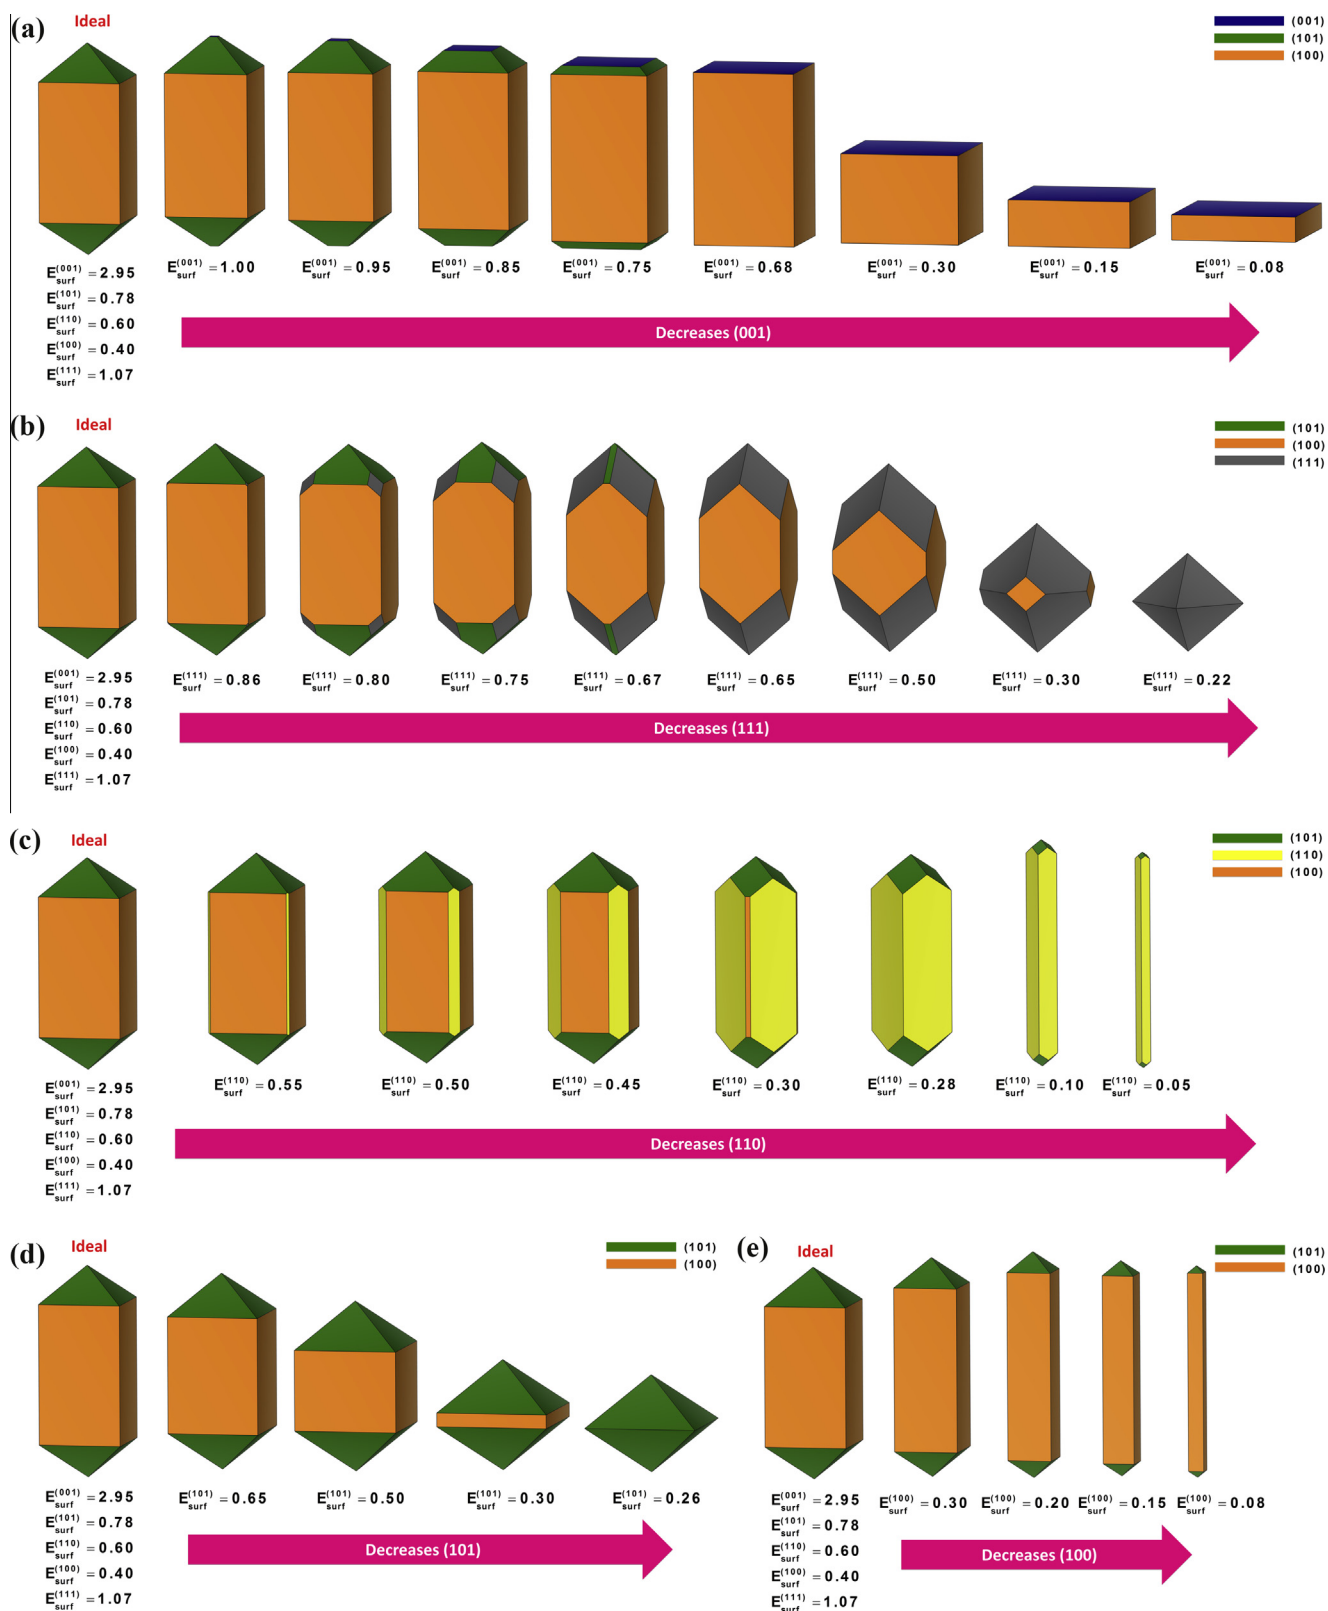 (a)
Ideal
(001)
(101)
(100)
E surf (001) = 2.95
E surf (101) = 0.78
E surf (110) = 0.60
E surf (100) = 0.40
E surf (111) = 1.07
E surf (001) = 1.00
E surf (001) = 0.95
E surf (001) = 0.85
E surf (001) = 0.75
E surf (001) = 0.68
E surf (001) = 0.30
E surf (001) = 0.15
E surf (001) = 0.08
Decreases (001)
(b)
Ideal
(101)
(100)
(111)
E surf (001) = 2.95
E surf (101) = 0.78
E surf (110) = 0.60
E surf (100) = 0.40
E surf (111) = 1.07
E surf (111) = 0.86
E surf (111) = 0.80
E surf (111) = 0.75
E surf (111) = 0.67
E surf (111) = 0.65
E surf (111) = 0.50
E surf (111) = 0.30
E surf (111) = 0.22
Decreases (111)
(c)
Ideal
(101)
(110)
(100)
E surf (001) = 2.95
E surf (101) = 0.78
E surf (110) = 0.60
E surf (100) = 0.40
E surf (111) = 1.07
E surf (110) = 0.55
E surf (110) = 0.50
E surf (110) = 0.45
E surf (110) = 0.30
E surf (110) = 0.28
E surf (110) = 0.10
E surf (110) = 0.05
Decreases (110)
(d)
Ideal
(101)
(100)
E surf (001) = 2.95
E surf (101) = 0.78
E surf (110) = 0.60
E surf (100) = 0.40
E surf (111) = 1.07
E surf (101) = 0.65
E surf (101) = 0.50
E surf (101) = 0.30
E surf (101) = 0.26
Decreases (101)
(e)
Ideal
(101)
(100)
E surf (001) = 2.95
E surf (101) = 0.78
E surf (110) = 0.60
E surf (100) = 0.40
E surf (111) = 1.07
E surf (100) = 0.30
E surf (100) = 0.20
E surf (100) = 0.15
E surf (100) = 0.08
Decreases (100)